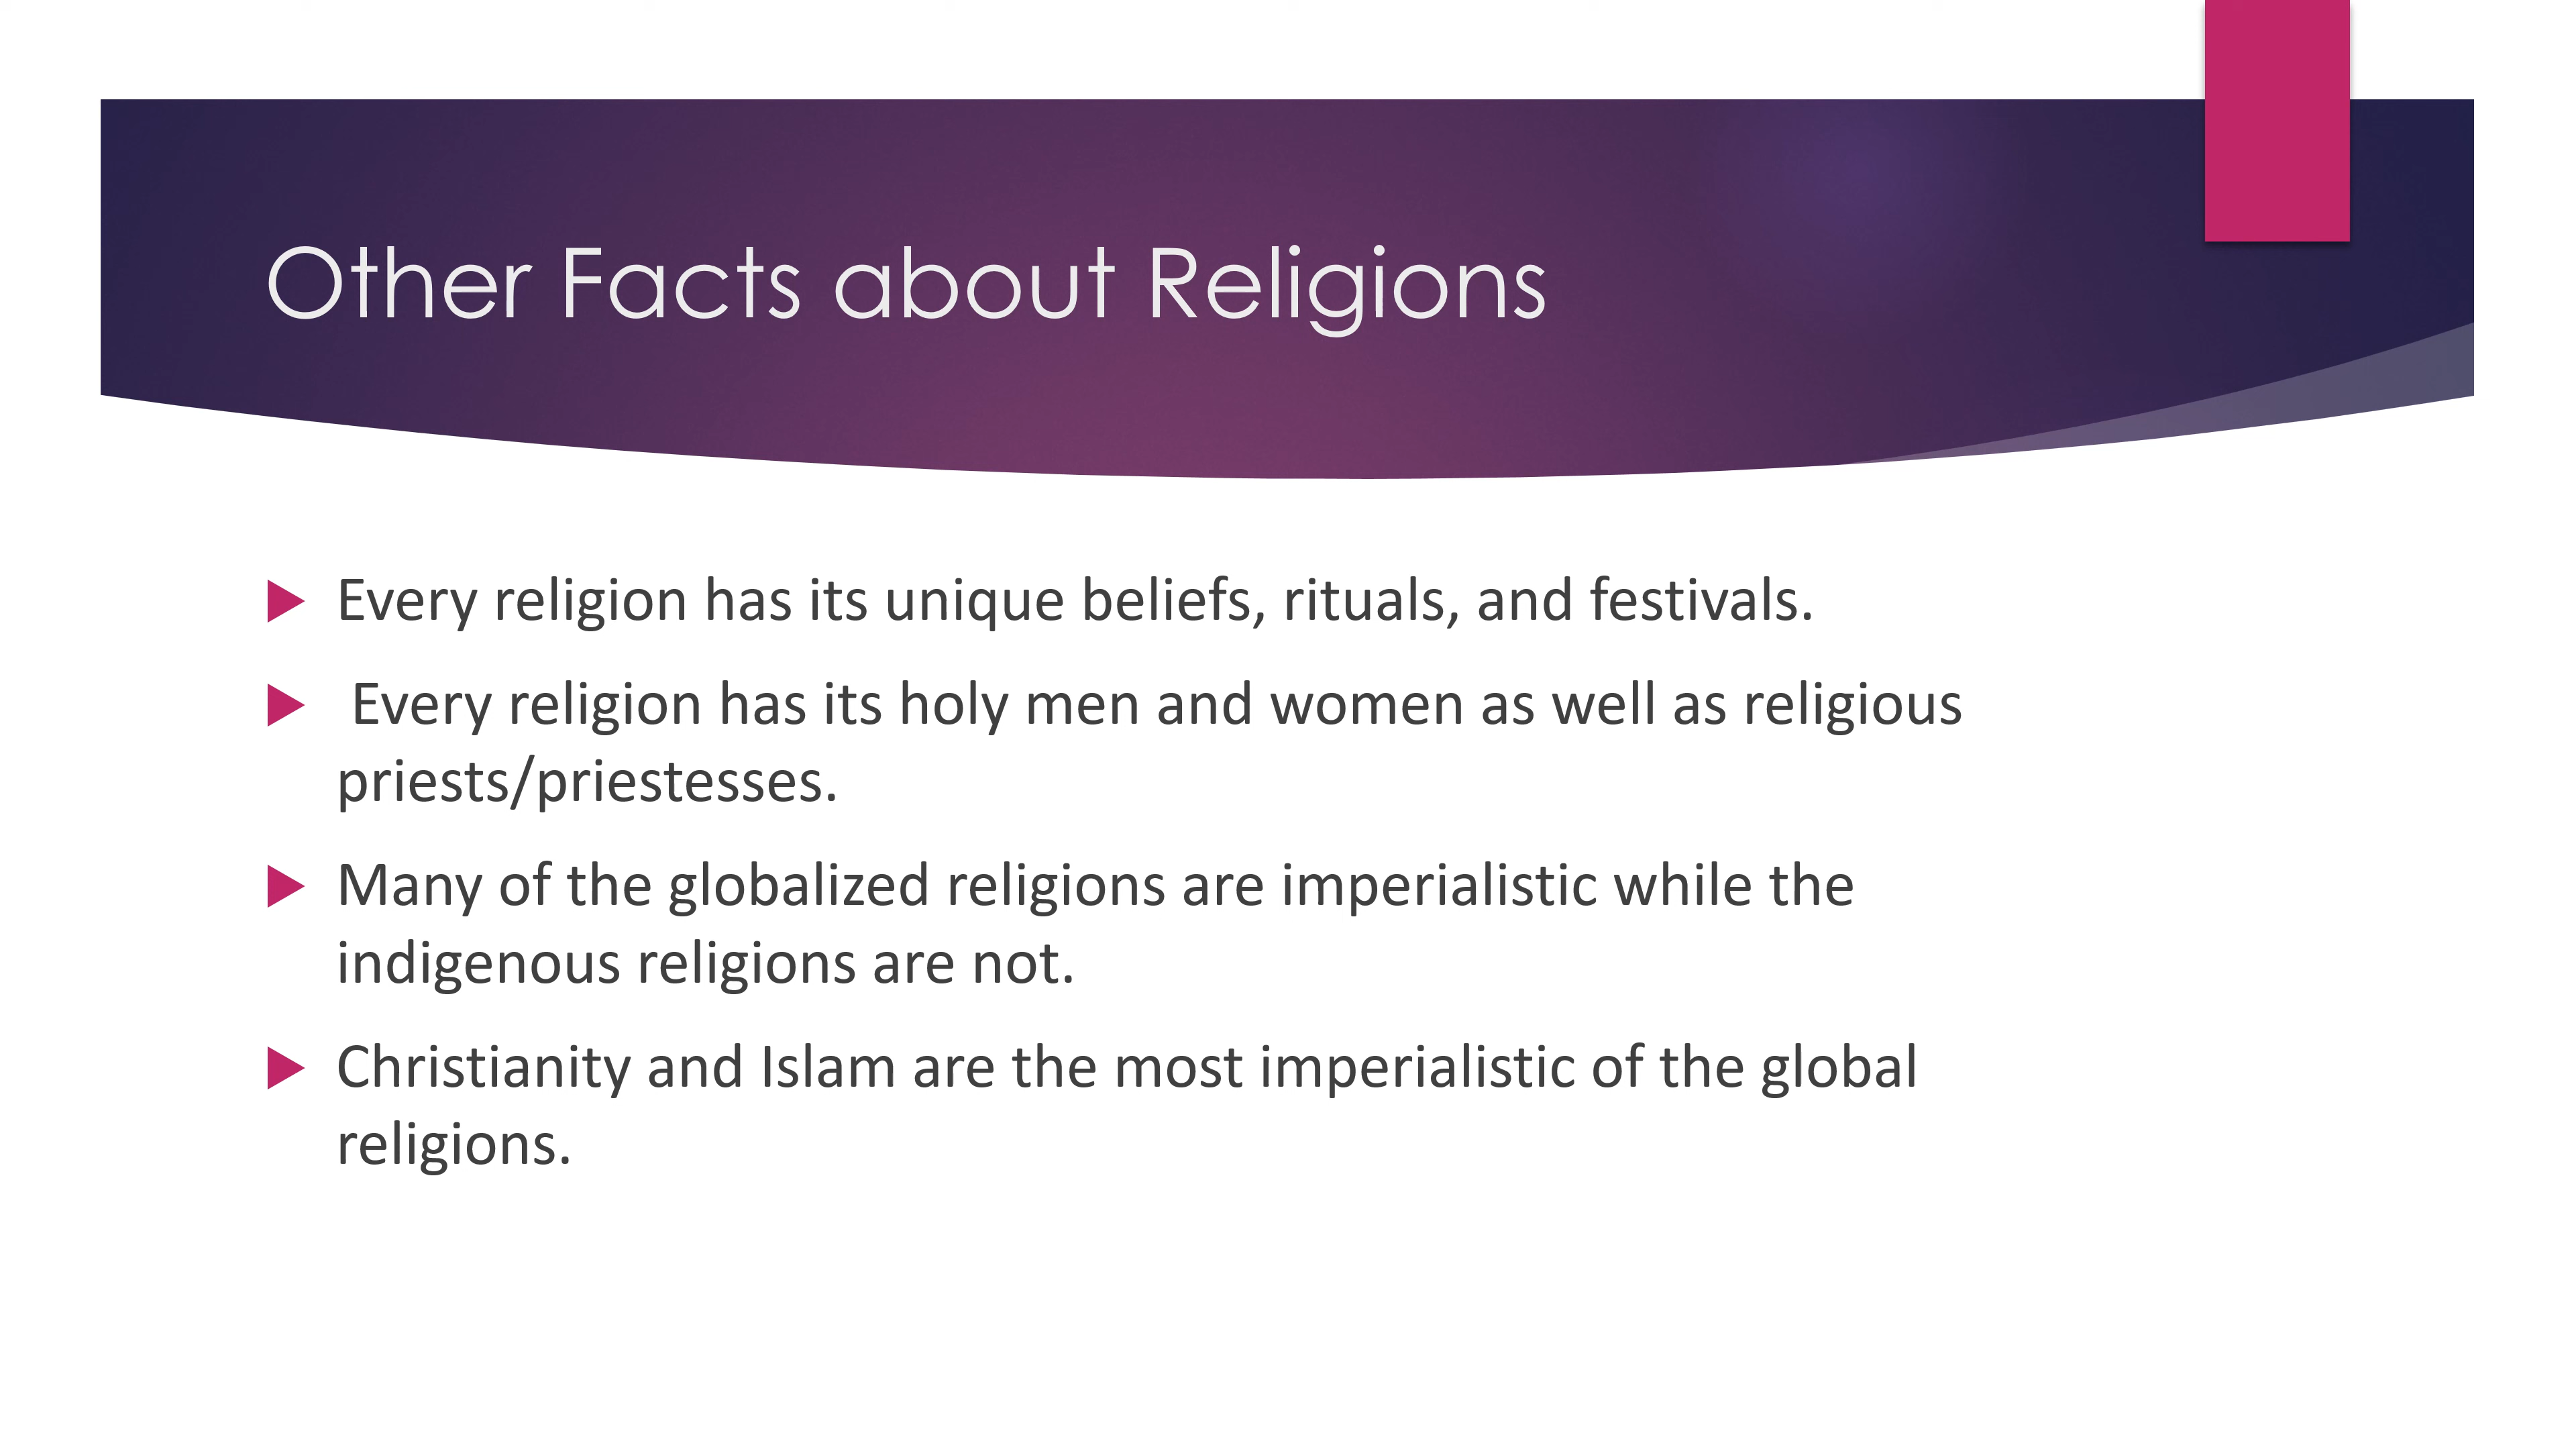 Other Facts about Religions
Every religion has its unique beliefs, rituals, and festivals.
Every religion has its holy men and women as well as religious
priests/priestesses.
Many of the globalized religions are imperialistic while the
indigenous religions are not.
Christianity and Islam are the most imperialistic of the global
religions.